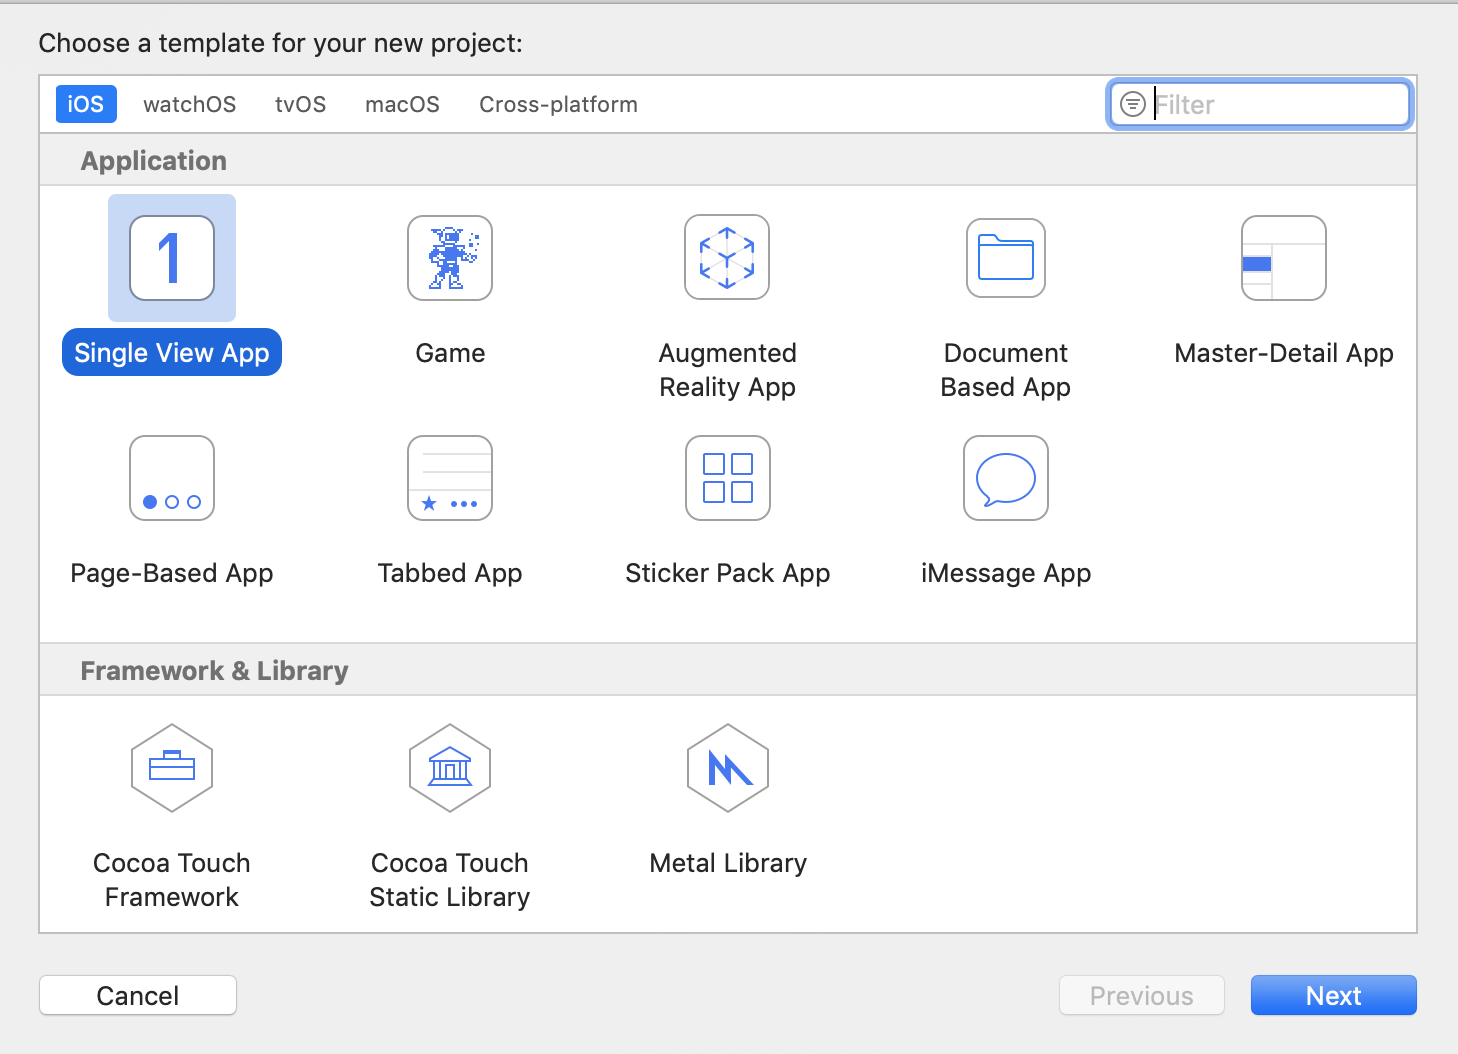 Choose a template for your new project:
iOS watchOS tvOS macOS Cross-platform Filter
Application
1
Single View App Game Augmented Reality App Document Based App Master-Detail App
Page-Based App Tabbed App Sticker Pack App iMessage App
Framework & Library
Cocoa Touch Framework Cocoa Touch Static Library Metal Library
Cancel Previous Next